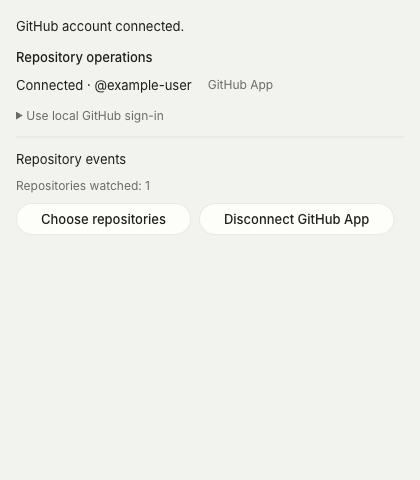 GitHub account connected.
Repository operations
Connected · @example-user GitHub App
Use local GitHub sign-in
Repository events
Repositories watched: 1
Choose repositories Disconnect GitHub App